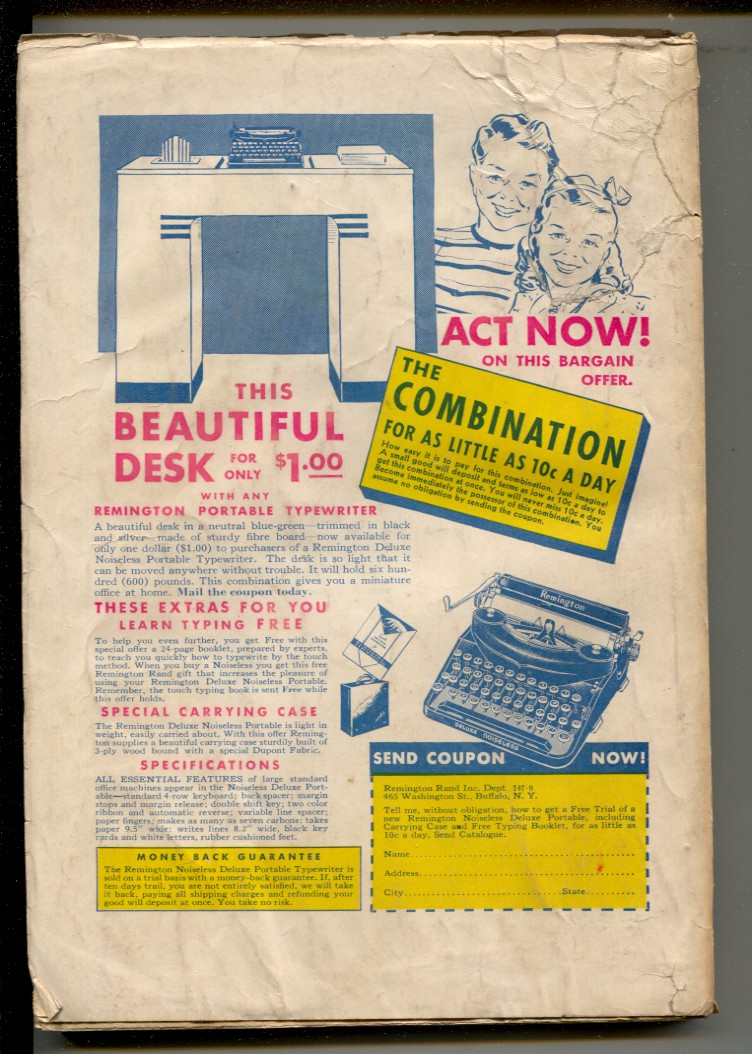 ACT NOW!
ON THIS BARGAIN
OFFER.
THE
COMBINATION
FOR AS LITTLE AS 10c A DAY
How easy it is to pay for this combination. Just imagine!
A small good will deposit and terms as low as 10c a day to
get this combination at once. You will never miss 10c a day.
Become immediately the possessor of this combination. You
assume no obligation by sending the coupon.
THIS
BEAUTIFUL
DESK FOR ONLY $1.00
WITH ANY
REMINGTON PORTABLE TYPEWRITER
A beautiful desk in a neutral blue-green—trimmed in black
and silver—made of sturdy fibre board—now available for
only one dollar ($1.00) to purchasers of a Remington Deluxe
Noiseless Portable Typewriter. The desk is so light that it
can be moved anywhere without trouble. It will hold six hun-
dred (600) pounds. This combination gives you a miniature
office at home. Mail the coupon today.
THESE EXTRAS FOR YOU
LEARN TYPING FREE
To help you even further, you get Free with this
special offer a 24-page booklet, prepared by experts,
to teach you quickly how to typewrite by the touch
method. When you buy a Noiseless you get this free
Remington Rand gift that increases the pleasure of
using your Remington Deluxe Noiseless Portable.
Remember, the touch typing book is sent Free while
this offer holds.
SPECIAL CARRYING CASE
The Remington Deluxe Noiseless Portable is light in
weight, easily carried about. With this offer Reming-
ton supplies a beautiful carrying case sturdily built of
3-ply wood bound with a special Dupont Fabric.
SPECIFICATIONS
ALL ESSENTIAL FEATURES of large standard
office machines appear in the Noiseless Deluxe Port-
able—standard 4-row keyboard; back spacer; margin
stops and margin release; double shift key; two color
ribbon and automatic reverse; variable line spacer;
paper fingers; makes as many as seven carbons; takes
paper 9.5" wide; writes lines 8.2" wide, black key
cards and white letters, rubber cushioned feet.
MONEY BACK GUARANTEE
The Remington Noiseless Deluxe Portable Typewriter is
sold on a trial basis with a money-back guarantee. If, after
ten days trail, you are not entirely satisfied, we will take
it back, paying all shipping charges and refunding your
good will deposit at once. You take no risk.
Remington
DELUXE NOISELESS
SEND COUPON NOW!
Remington Rand Inc. Dept 147-9
465 Washington St., Buffalo, N. Y.
Tell me, without obligation, how to get a Free Trial of a
new Remington Noiseless Deluxe Portable, including
Carrying Case and Free Typing Booklet, for as little as
10c a day. Send Catalogue.
Name
Address
City State